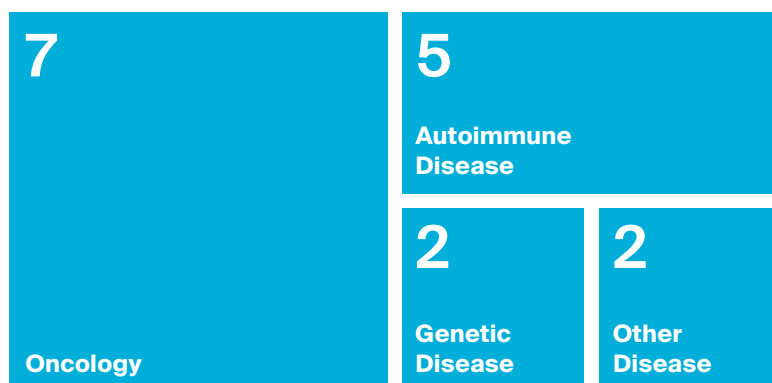 7
Oncology
5
Autoimmune
Disease
2
Genetic
Disease
2
Other
Disease